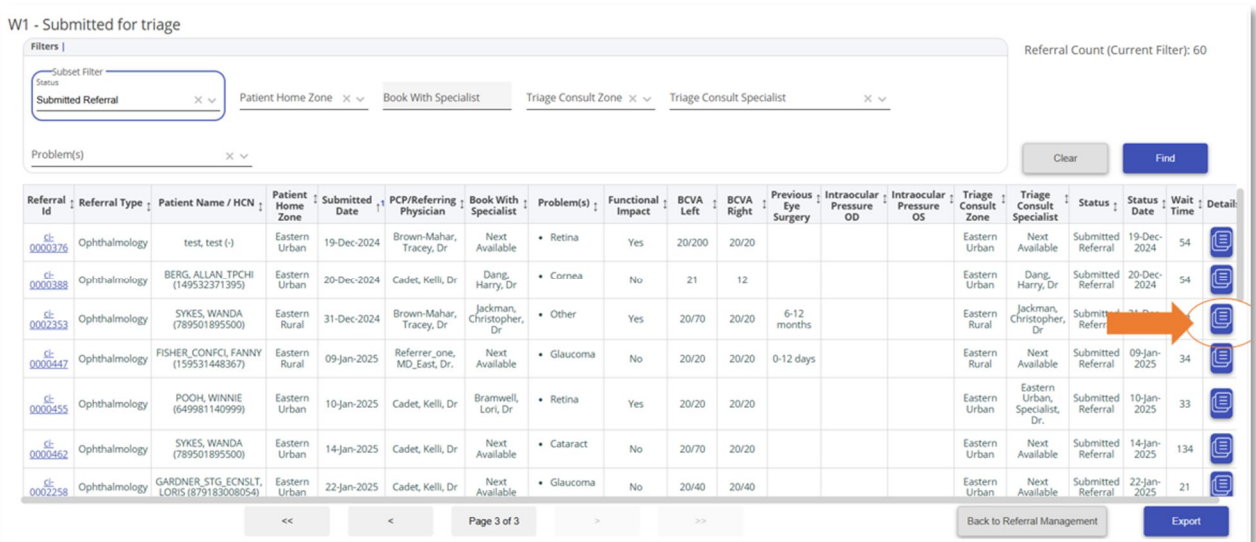 W1 - Submitted for triage
Filters |
Referral Count (Current Filter): 60
Subset Filter
Status
Submitted Referral
Patient Home Zone
Book With Specialist
Triage Consult Zone
Triage Consult Specialist
Problem(s)
Clear
Find
Referral Id Referral Type Patient Name / HCN Patient Home Zone Submitted Date 1 PCP/Referring Physician Book With Specialist Problem(s) Functional Impact BCVA Left BCVA Right Previous Eye Surgery Intraocular Pressure OD Intraocular Pressure OS Triage Consult Zone Triage Consult Specialist Status Status Date Wait Time Details
ci-0000376 Ophthalmology test, test (-) Eastern Urban 19-Dec-2024 Brown-Mahar, Tracey, Dr Next Available • Retina Yes 20/200 20/20 Eastern Urban Next Available Submitted Referral 19-Dec-2024 54
ci-0000388 Ophthalmology BERG, ALLAN_TPCHI (149532371395) Eastern Urban 20-Dec-2024 Cadet, Kelli, Dr Dang, Harry, Dr • Cornea No 21 12 Eastern Urban Dang, Harry, Dr Submitted Referral 20-Dec-2024 54
ci-0002353 Ophthalmology SYKES, WANDA (789501895500) Eastern Rural 31-Dec-2024 Brown-Mahar, Tracey, Dr Jackman, Christopher, Dr • Other Yes 20/70 20/20 6-12 months Eastern Rural Jackman, Christopher, Dr
ci-0000447 Ophthalmology FISHER_CONFCI, FANNY (159531448367) Eastern Rural 09-Jan-2025 Referrer_one, MD_East, Dr. Next Available • Glaucoma No 20/20 20/20 0-12 days Eastern Rural Next Available Submitted Referral 09-Jan-2025 34
ci-0000455 Ophthalmology POOH, WINNIE (649981140999) Eastern Urban 10-Jan-2025 Cadet, Kelli, Dr Bramwell, Lori, Dr • Retina Yes 20/20 20/20 Eastern Urban Eastern Urban, Specialist, Dr. Submitted Referral 10-Jan-2025 33
ci-0000462 Ophthalmology SYKES, WANDA (789501895500) Eastern Urban 14-Jan-2025 Cadet, Kelli, Dr Next Available • Cataract No 20/70 20/20 Eastern Urban Next Available Submitted Referral 14-Jan-2025 134
ci-0002258 Ophthalmology GARDNER_STG_ECNSLT, LORIS (879183008054) Eastern Urban 22-Jan-2025 Cadet, Kelli, Dr Next Available • Glaucoma No 20/40 20/40 Eastern Urban Next Available Submitted Referral 22-Jan-2025 21
<< < Page 3 of 3 > >>
Back to Referral Management
Export